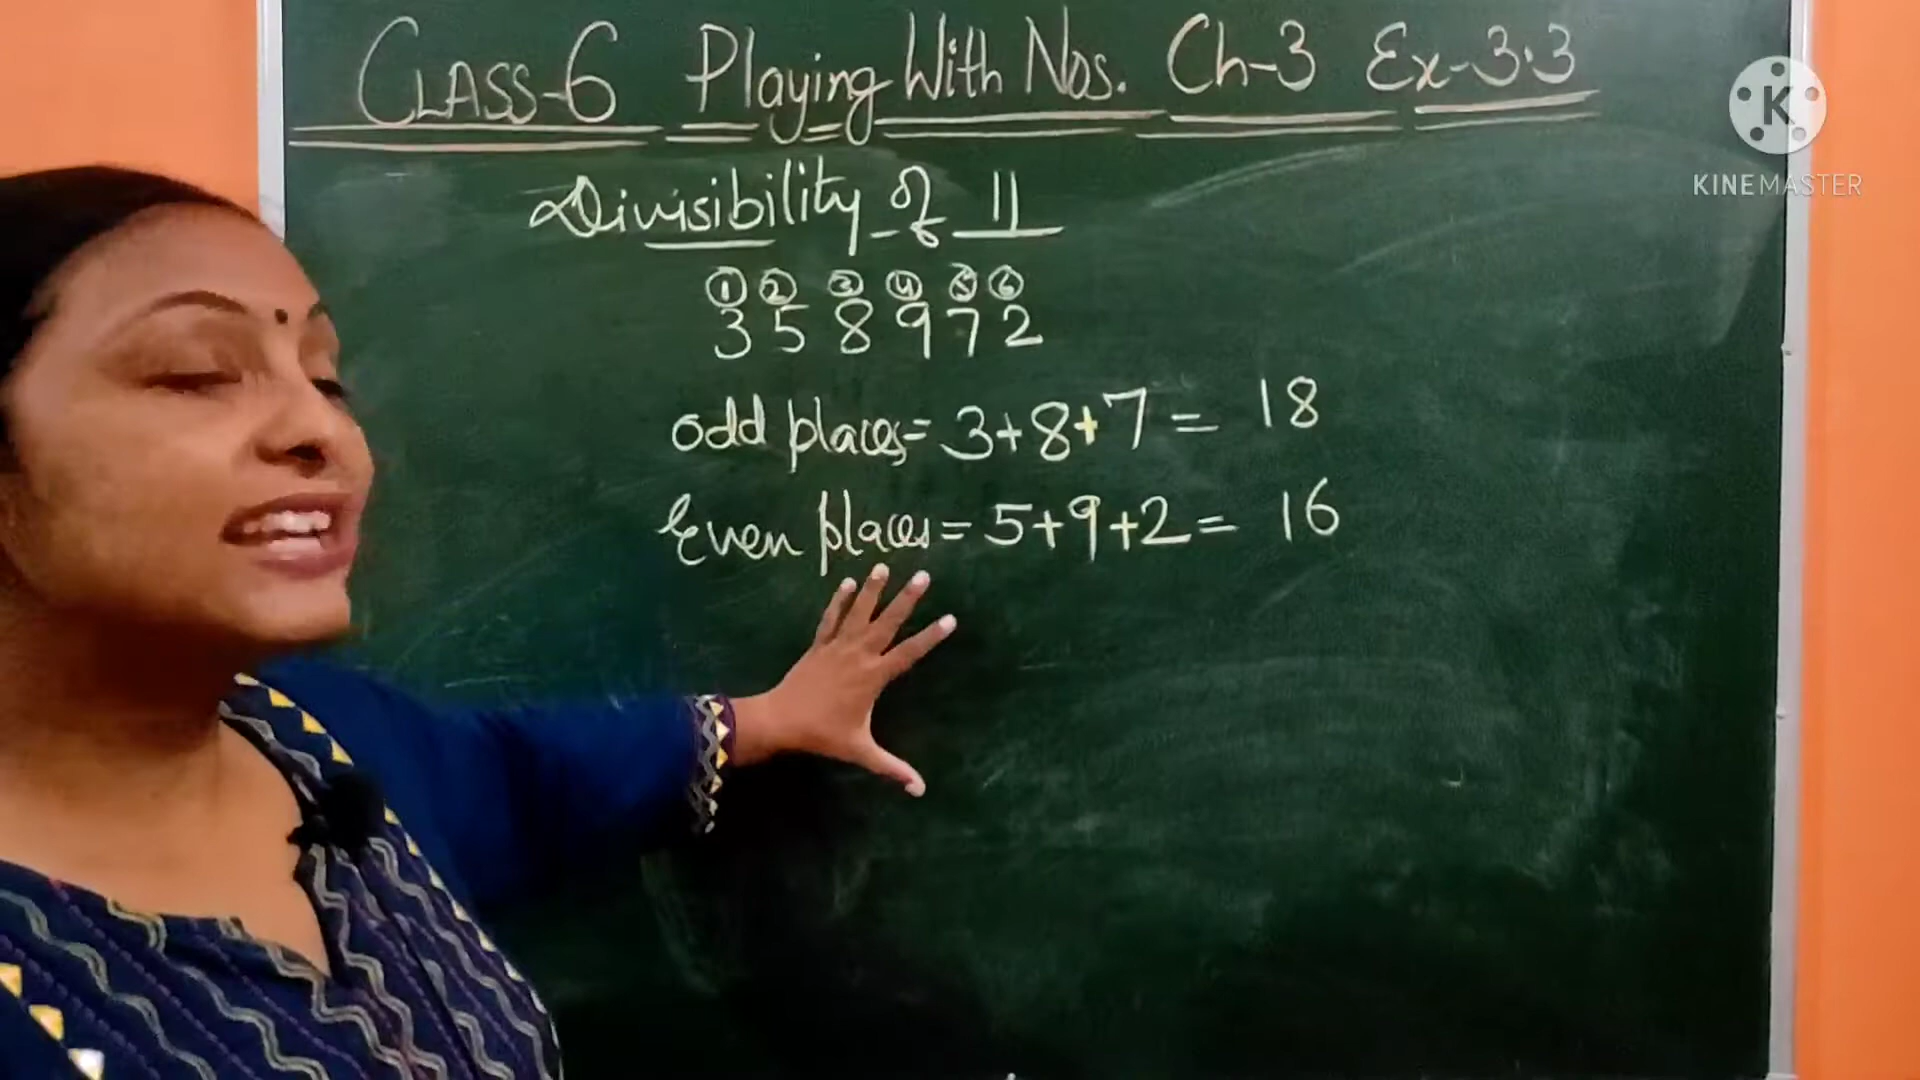 CLASS-6 Playing With Nos. Ch-3 Ex-3.3
KINEMASTER
Divisibility of 11
① ② ③ ④ ⑤ ⑥
3 5 8 9 7 2
odd places = 3+8+7 = 18
Even places = 5+9+2 = 16